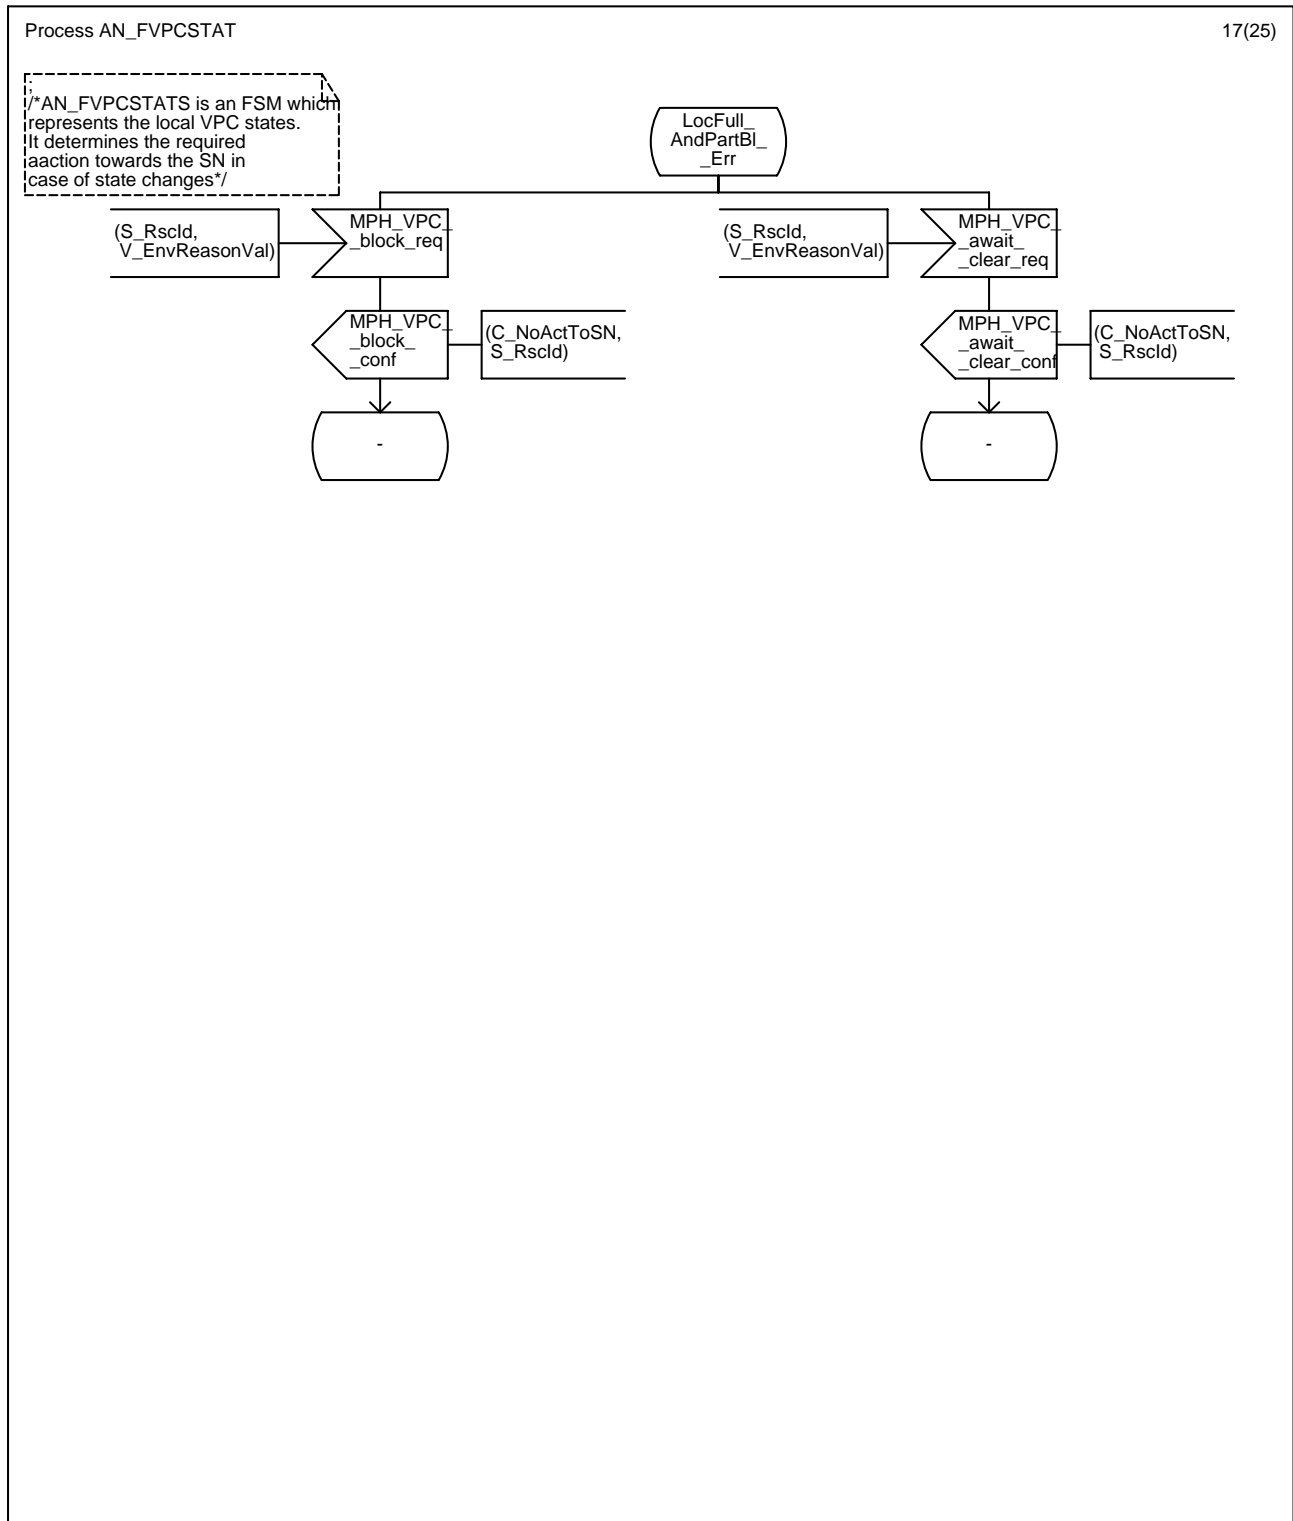 Process AN_FVPCSTAT
17(25)
;
/*AN_FVPCSTATS is an FSM which
represents the local VPC states.
It determines the required
aaction towards the SN in
case of state changes*/
LocFull_
AndPartBl_
_Err
(S_RscId,
V_EnvReasonVal)
MPH_VPC_
_block_req
(S_RscId,
V_EnvReasonVal)
MPH_VPC_
_await_
_clear_req
MPH_VPC_
_block_
_conf
(C_NoActToSN,
S_RscId)
MPH_VPC_
_await_
_clear_conf
(C_NoActToSN,
S_RscId)
-
-